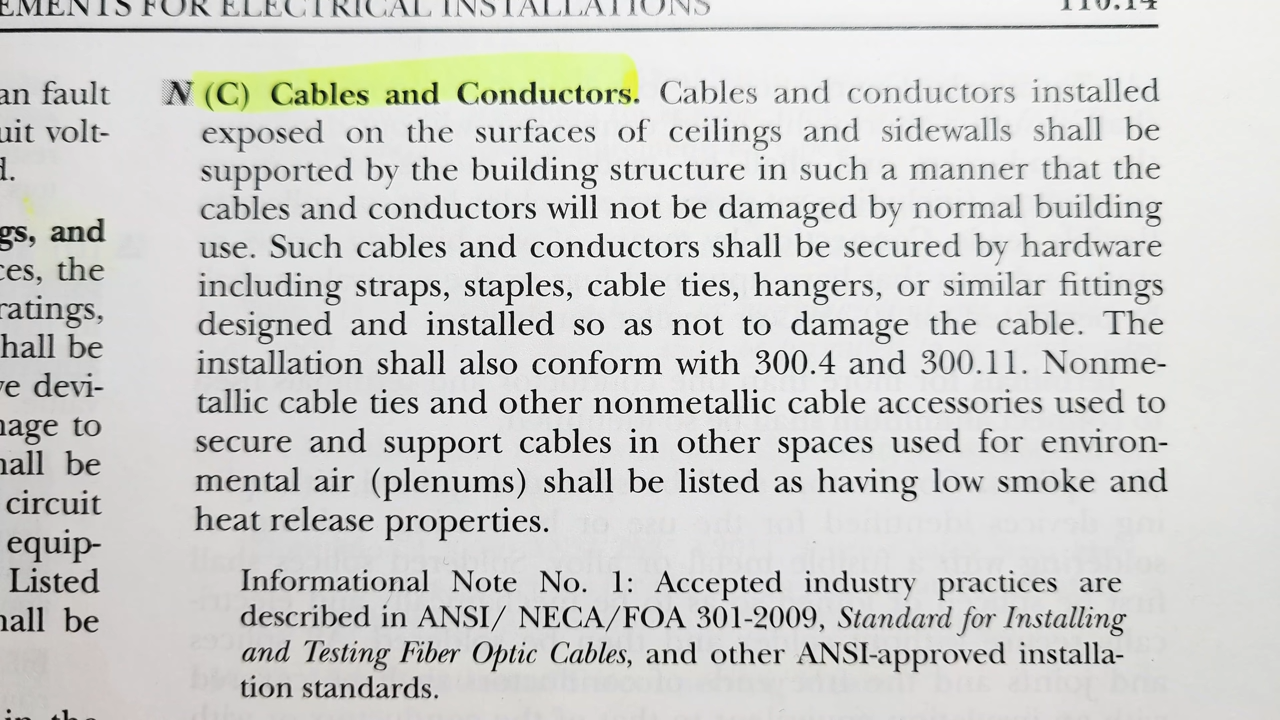 EMENTS FOR ELECTRICAL INSTALLATIONS 110.14
an fault
uit volt-
d.
gs, and
ces, the
ratings,
hall be
ve devi-
nage to
hall be
circuit
equip-
Listed
hall be
in the
N (C) Cables and Conductors. Cables and conductors installed
exposed on the surfaces of ceilings and sidewalls shall be
supported by the building structure in such a manner that the
cables and conductors will not be damaged by normal building
use. Such cables and conductors shall be secured by hardware
including straps, staples, cable ties, hangers, or similar fittings
designed and installed so as not to damage the cable. The
installation shall also conform with 300.4 and 300.11. Nonme-
tallic cable ties and other nonmetallic cable accessories used to
secure and support cables in other spaces used for environ-
mental air (plenums) shall be listed as having low smoke and
heat release properties.
Informational Note No. 1: Accepted industry practices are
described in ANSI/ NECA/FOA 301-2009, Standard for Installing
and Testing Fiber Optic Cables, and other ANSI-approved installa-
tion standards.